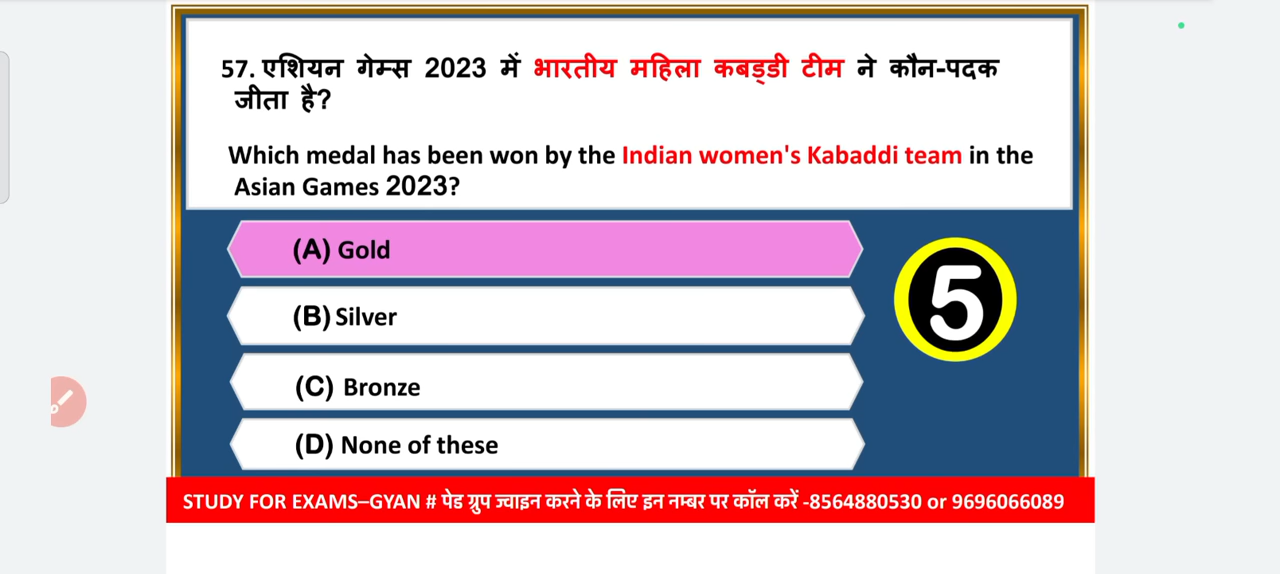 57. एशियन गेम्स 2023 में भारतीय महिला कबड्डी टीम ने कौन-पदक
जीता है?
Which medal has been won by the Indian women's Kabaddi team in the
Asian Games 2023?
(A) Gold
(B) Silver
(C) Bronze
(D) None of these
5
STUDY FOR EXAMS–GYAN # पेड ग्रुप ज्वाइन करने के लिए इन नम्बर पर कॉल करें -8564880530 or 9696066089